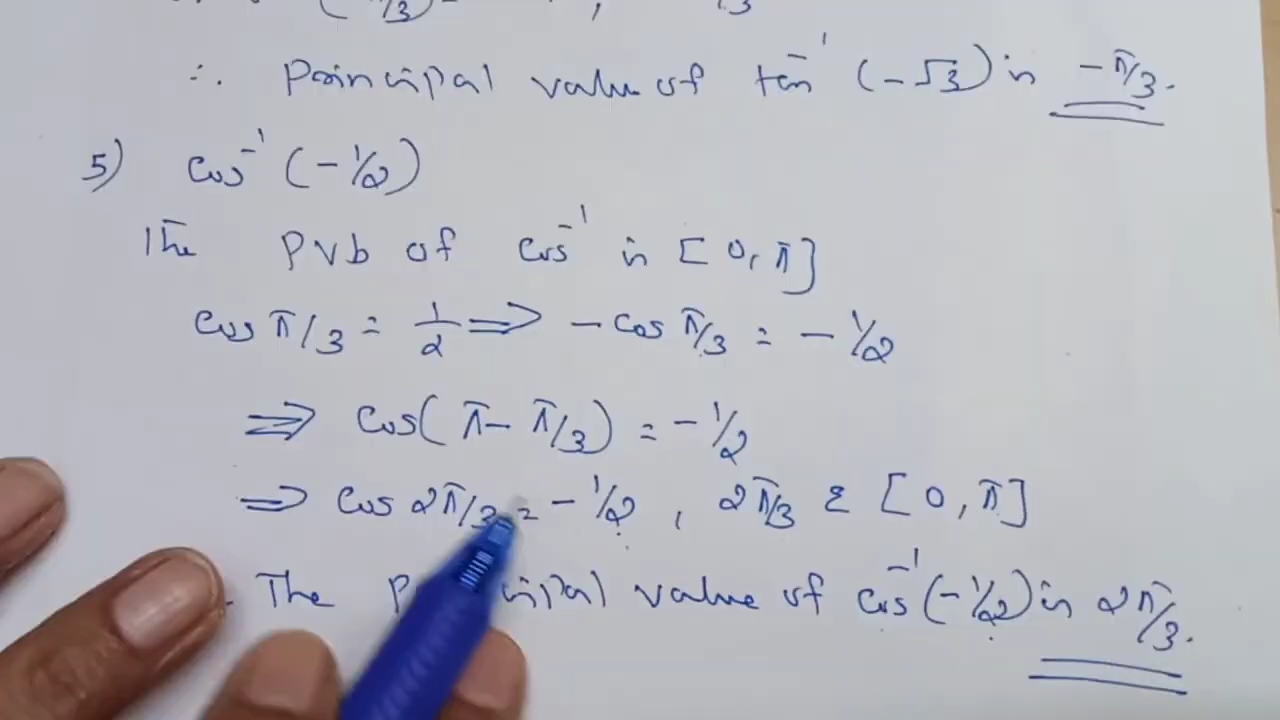 ∴ Principal value of tan⁻¹ (-√3) is -π/3.
5) cos⁻¹ (-1/2)
The Pvb of cos⁻¹ is [0, π]
cos π/3 = 1/2 ⇒ - cos π/3 = - 1/2
⇒ cos(π - π/3) = - 1/2
⇒ cos 2π/3 = - 1/2 , 2π/3 ε [0, π]
The value of cos⁻¹(-1/2) is 2π/3.